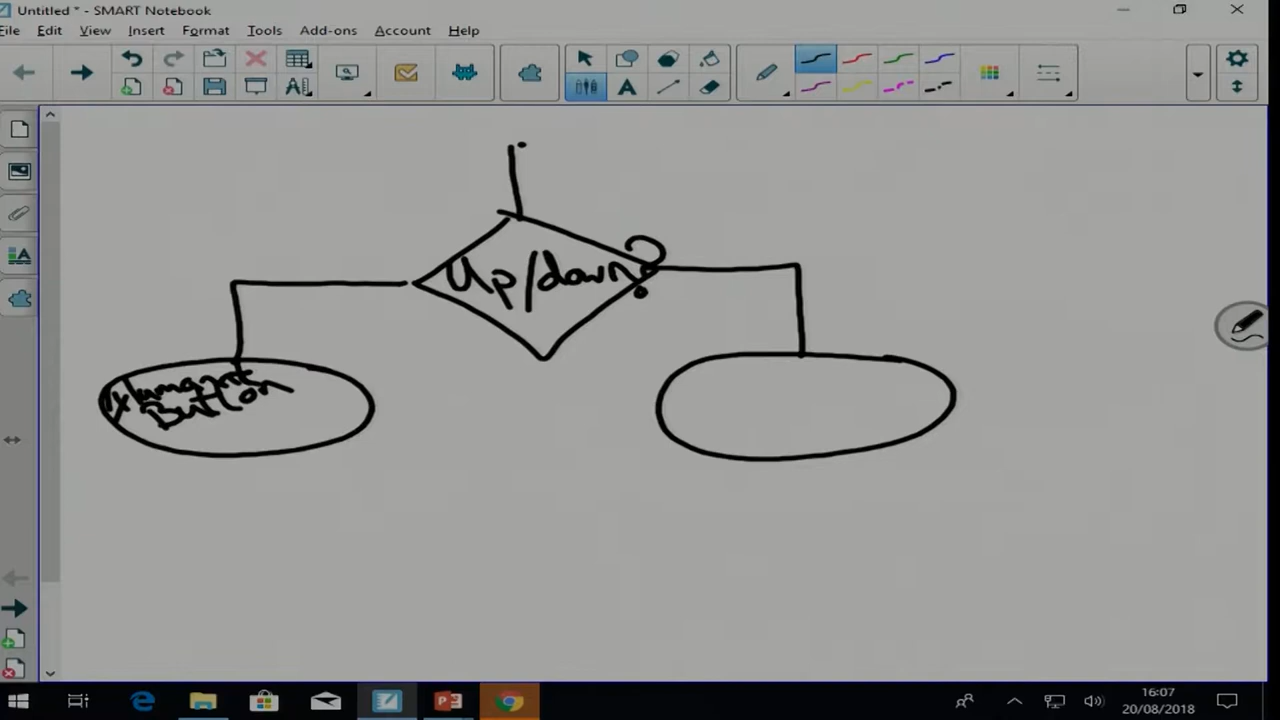 Untitled * - SMART Notebook
File Edit View Insert Format Tools Add-ons Account Help
Up/down?
Button
16:07
20/08/2018